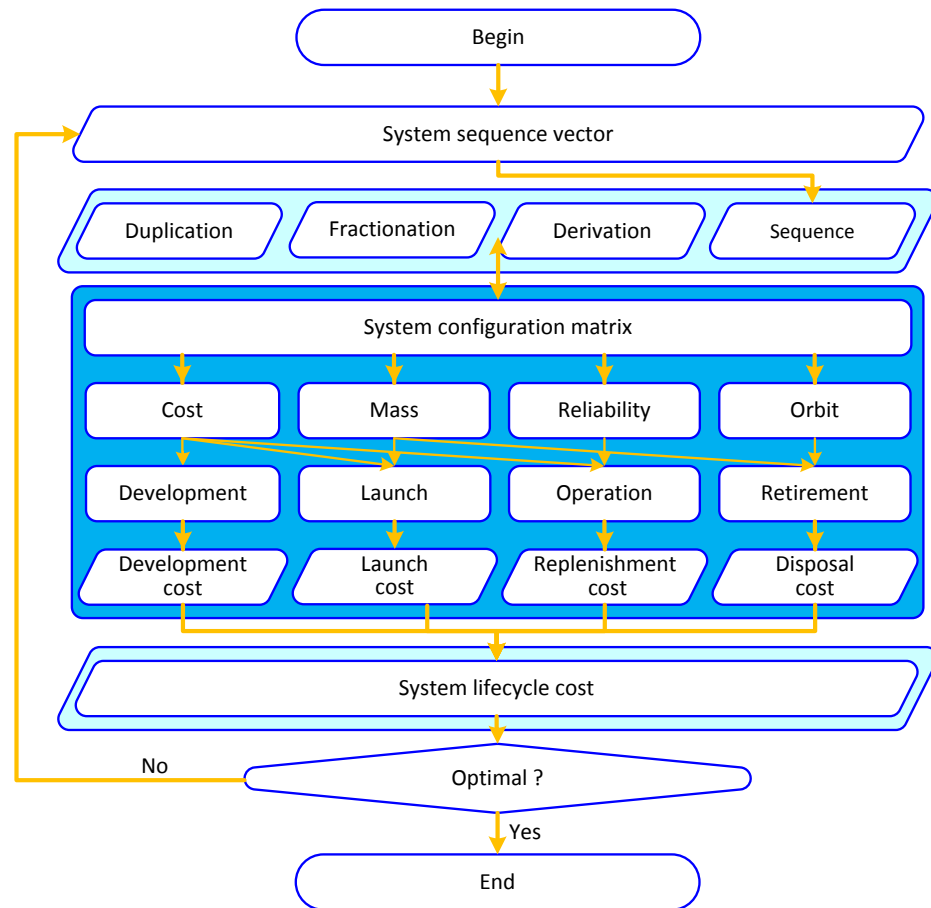 Begin
System sequence vector
Duplication
Fractionation
Derivation
Sequence
System configuration matrix
Cost
Mass
Reliability
Orbit
Development
Launch
Operation
Retirement
Development
cost
Launch
cost
Replenishment
cost
Disposal
cost
System lifecycle cost
No
Optimal ?
Yes
End